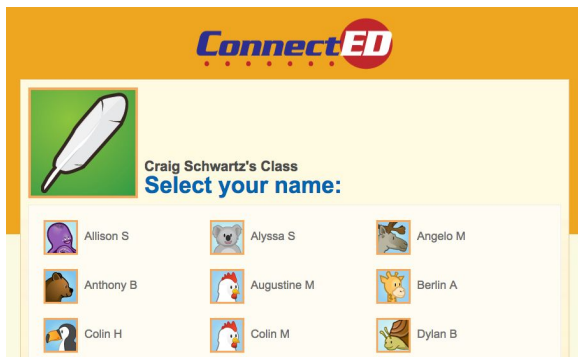 ConnectED
Craig Schwartz's Class
Select your name:
Allison S
Alyssa S
Angelo M
Anthony B
Augustine M
Berlin A
Colin H
Colin M
Dylan B